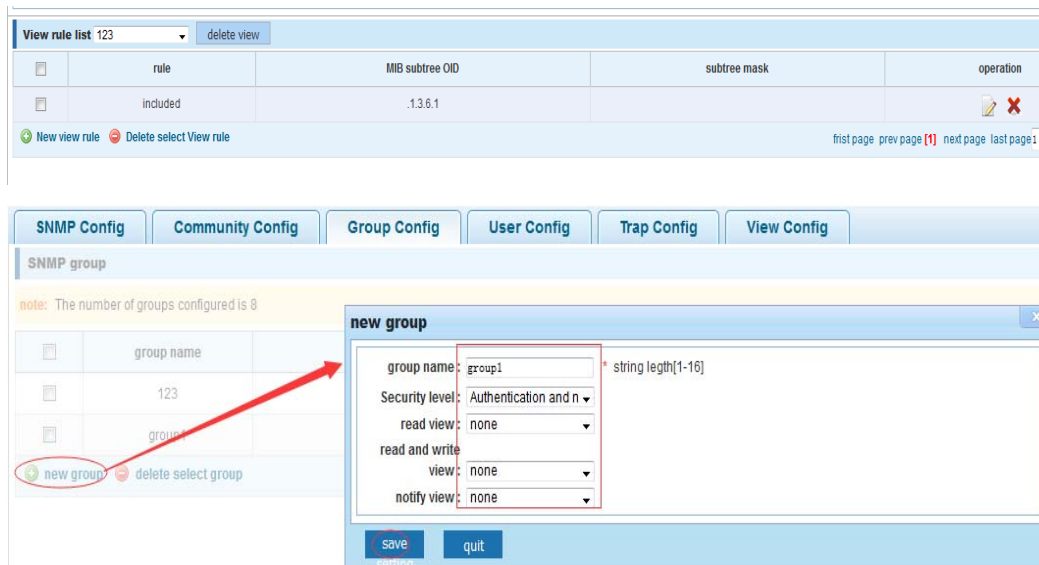 View rule list 123 delete view
rule MIB subtree OID subtree mask operation
included .1.3.6.1
New view rule Delete select View rule frist page prev page [1] next page last page 1
SNMP Config Community Config Group Config User Config Trap Config View Config
SNMP group
note: The number of groups configured is 8
group name
123
group1
new group delete select group
new group
group name: group1 * string legth[1-16]
Security level: Authentication and n
read view: none
read and write
view: none
notify view: none
save quit
setting